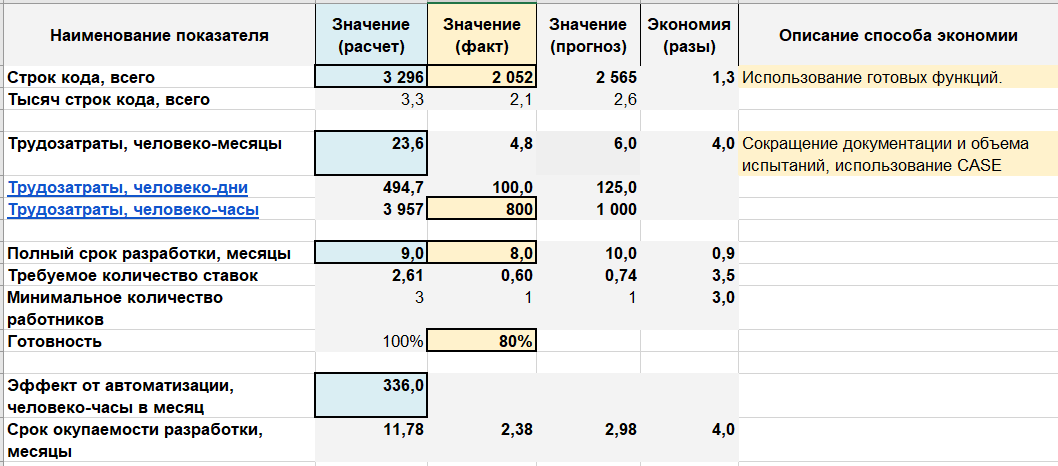 Наименование показателя Значение (расчет) Значение (факт) Значение (прогноз) Экономия (разы) Описание способа экономии
Строк кода, всего 3 296 2 052 2 565 1,3 Использование готовых функций.
Тысяч строк кода, всего 3,3 2,1 2,6
Трудозатраты, человеко-месяцы 23,6 4,8 6,0 4,0 Сокращение документации и объема
испытаний, использование CASE
Трудозатраты, человеко-дни 494,7 100,0 125,0
Трудозатраты, человеко-часы 3 957 800 1 000
Полный срок разработки, месяцы 9,0 8,0 10,0 0,9
Требуемое количество ставок 2,61 0,60 0,74 3,5
Минимальное количество 3 1 1 3,0
работников
Готовность 100% 80%
Эффект от автоматизации, 336,0
человеко-часы в месяц
Срок окупаемости разработки, 11,78 2,38 2,98 4,0
месяцы